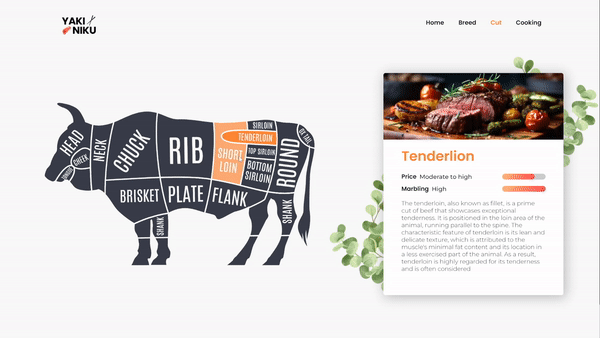 YAKI
NIKU
Home Breed Cut Cooking
HEAD
CHEEK
NECK
CHUCK
RIB
SHORT
LOIN
SIRLOIN
TENDERLOIN
TOP SIRLOIN
BOTTOM
SIRLOIN
ROUND
BRISKET
PLATE
FLANK
SHANK
SHANK
Tenderlion
Price Moderate to high
Marbling High
The tenderloin, also known as fillet, is a prime
cut of beef that showcases exceptional
tenderness. It is positioned in the loin area of the
animal, running parallel to the spine. The
characteristic feature of tenderloin is its lean and
delicate texture, which is attributed to the
muscle's minimal fat content and its location in
a less exercised part of the animal. As a result,
tenderloin is highly regarded for its tenderness
and is often considered